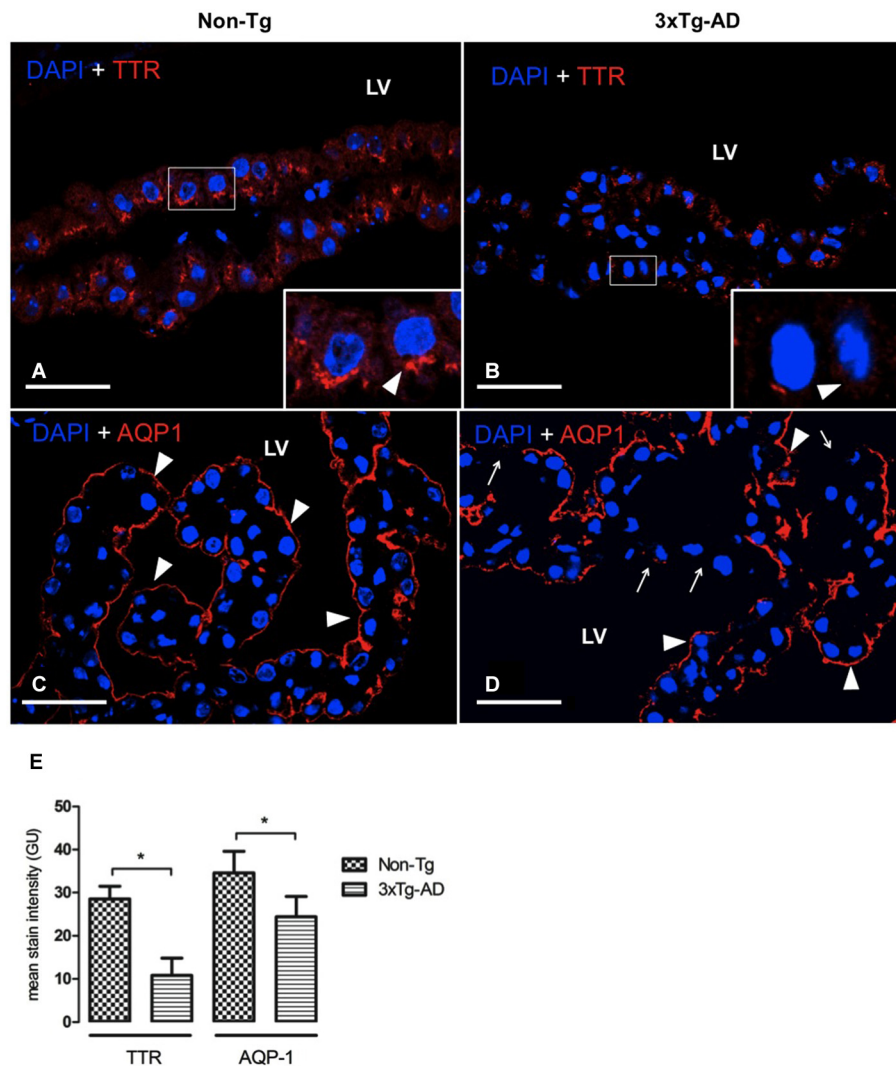 Non-Tg
3xTg-AD
DAPI + TTR
LV
A
DAPI + TTR
LV
B
DAPI + AQP1
LV
C
DAPI + AQP1
LV
D
E
mean stain intensity (GU)
50
40
30
20
10
0
*
*
TTR
AQP-1
Non-Tg
3xTg-AD